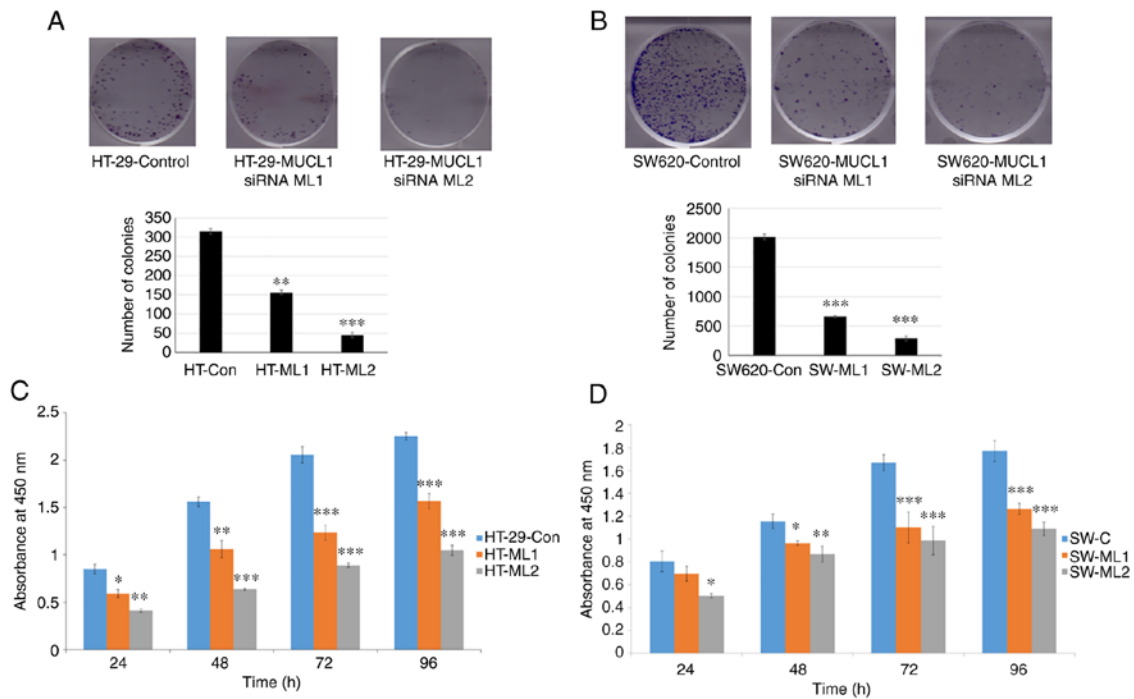 A
HT-29-Control
HT-29-MUCL1
siRNA ML1
HT-29-MUCL1
siRNA ML2
Number of colonies
350
300
250
200
150
100
50
0
**
***
HT-Con
HT-ML1
HT-ML2
B
SW620-Control
SW620-MUCL1
siRNA ML1
SW620-MUCL1
siRNA ML2
Number of colonies
2500
2000
1500
1000
500
0
***
***
SW620-Con
SW-ML1
SW-ML2
C
Absorbance at 450 nm
2.5
2
1.5
1
0.5
0
*
**
**
***
***
***
***
***
24
48
72
96
Time (h)
HT-29-Con
HT-ML1
HT-ML2
D
Absorbance at 450 nm
2
1.8
1.6
1.4
1.2
1
0.8
0.6
0.4
0.2
0
*
*
**
***
***
***
***
24
48
72
96
Time (h)
SW-C
SW-ML1
SW-ML2